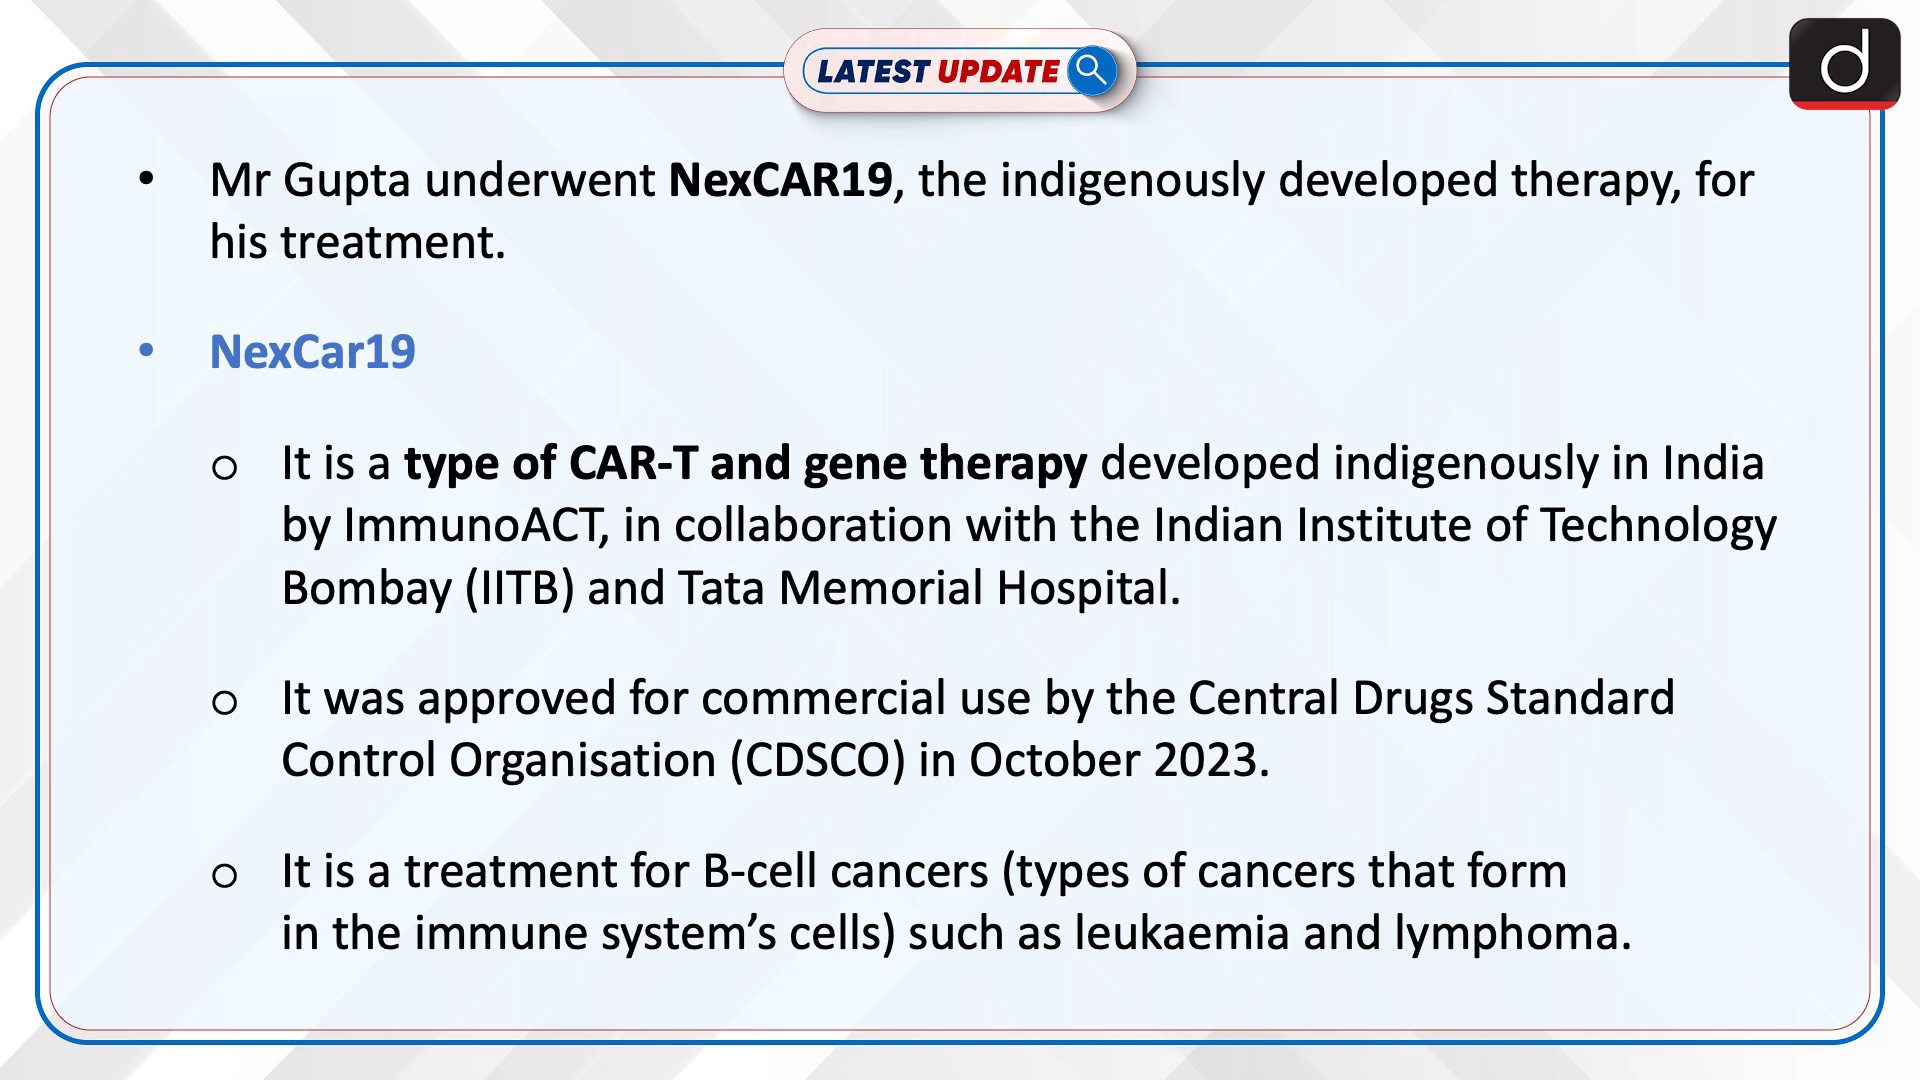 LATEST UPDATE
d
• Mr Gupta underwent NexCAR19, the indigenously developed therapy, for
his treatment.
• NexCar19
o It is a type of CAR-T and gene therapy developed indigenously in India
by ImmunoACT, in collaboration with the Indian Institute of Technology
Bombay (IITB) and Tata Memorial Hospital.
o It was approved for commercial use by the Central Drugs Standard
Control Organisation (CDSCO) in October 2023.
o It is a treatment for B-cell cancers (types of cancers that form
in the immune system’s cells) such as leukaemia and lymphoma.